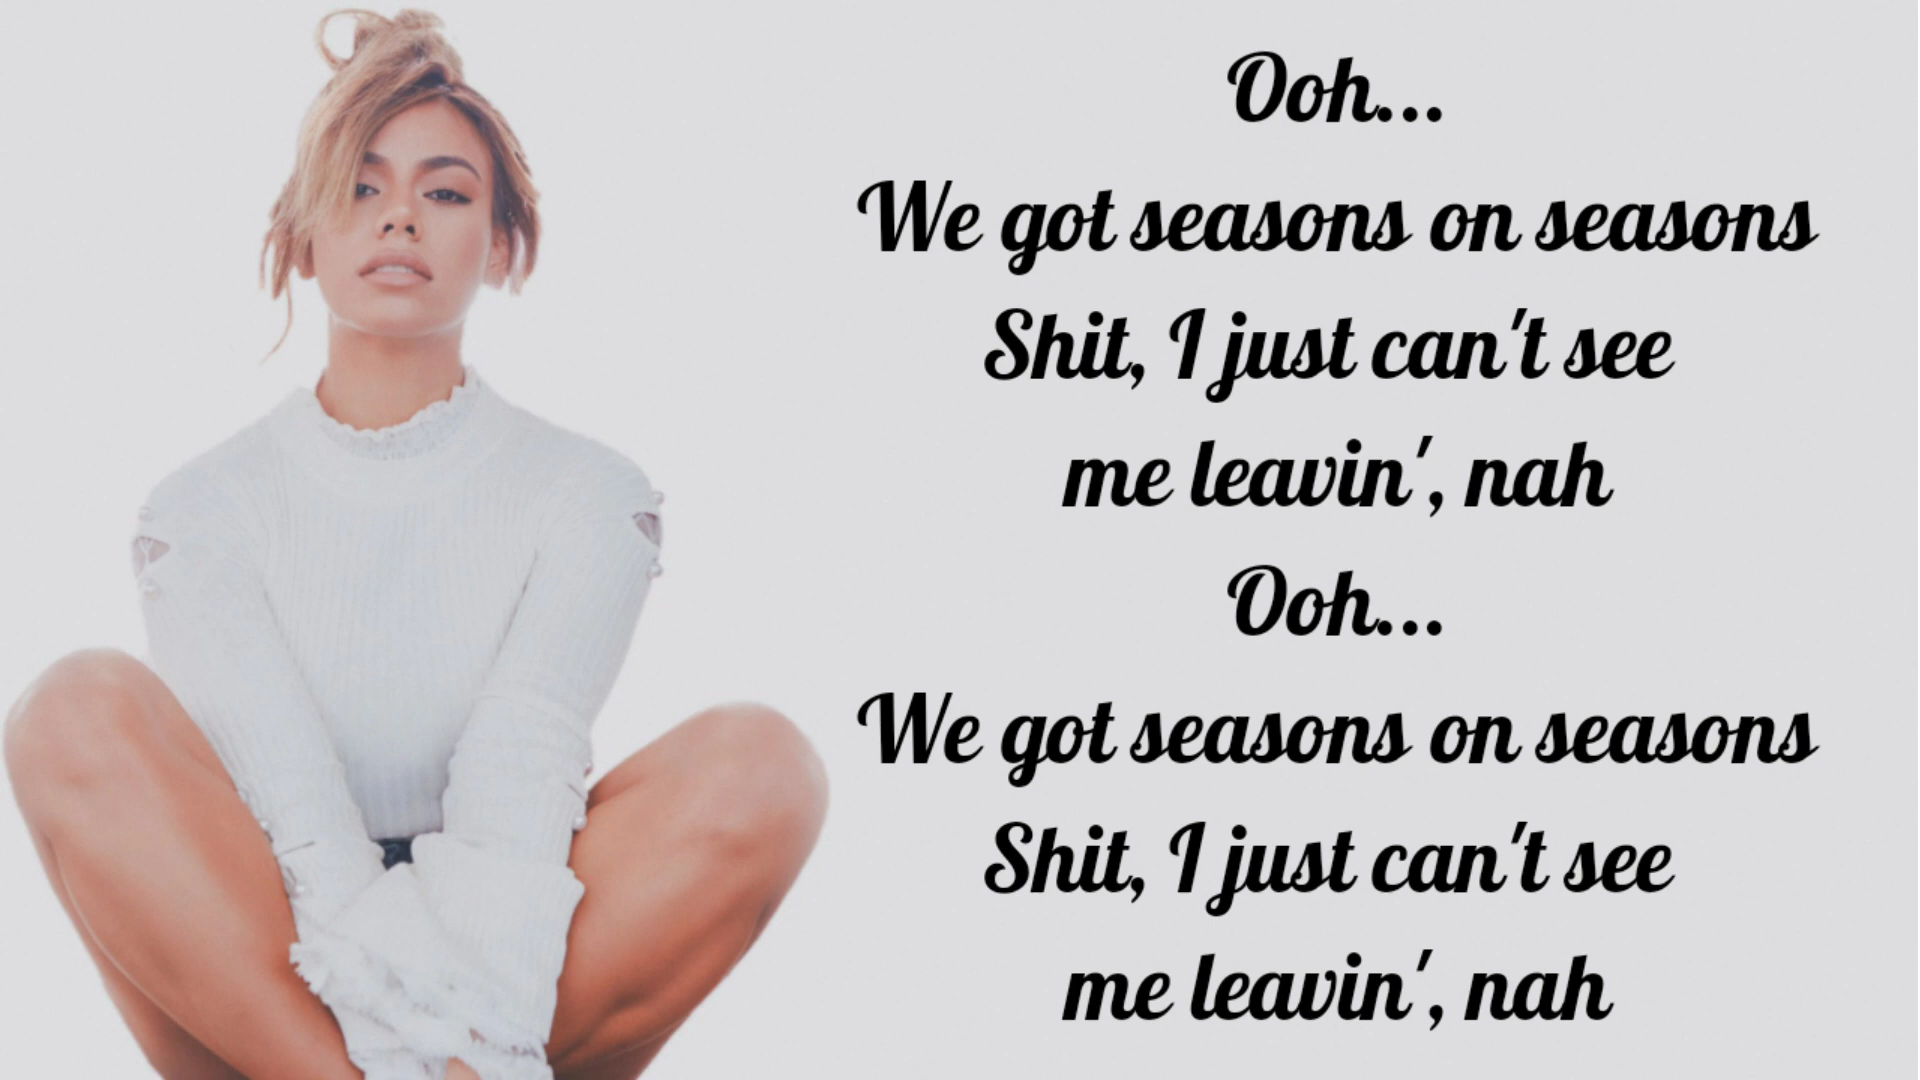 Ooh...
We got seasons on seasons
Shit, I just can't see
me leavin', nah
Ooh...
We got seasons on seasons
Shit, I just can't see
me leavin', nah